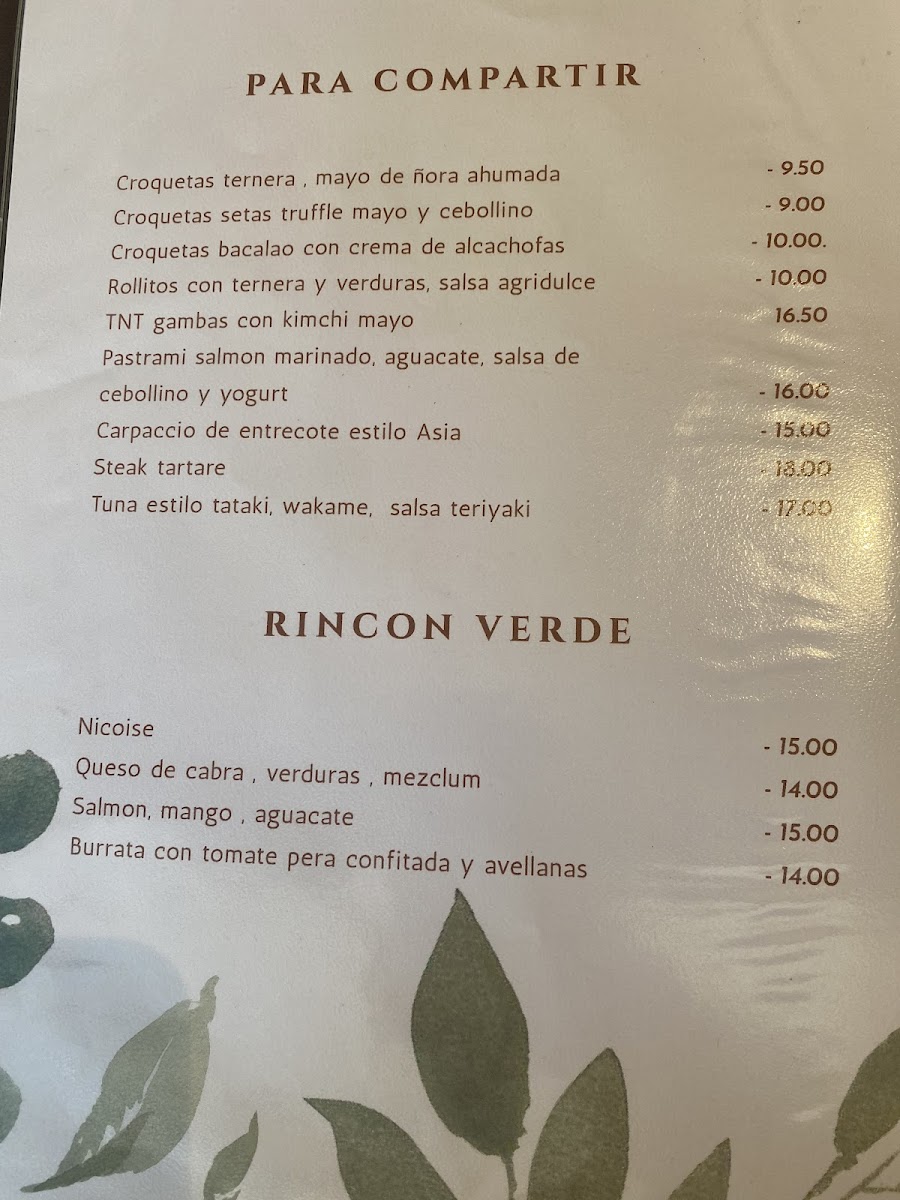 PARA COMPARTIR
Croquetas ternera , mayo de ñora ahumada - 9.50
Croquetas setas truffle mayo y cebollino - 9.00
Croquetas bacalao con crema de alcachofas - 10.00.
Rollitos con ternera y verduras, salsa agridulce - 10.00
TNT gambas con kimchi mayo 16.50
Pastrami salmon marinado, aguacate, salsa de
cebollino y yogurt - 16.00
Carpaccio de entrecote estilo Asia - 15.00
Steak tartare - 18.00
Tuna estilo tataki, wakame, salsa teriyaki - 17.00
RINCON VERDE
Nicoise - 15.00
Queso de cabra , verduras , mezclum - 14.00
Salmon, mango , aguacate - 15.00
Burrata con tomate pera confitada y avellanas - 14.00